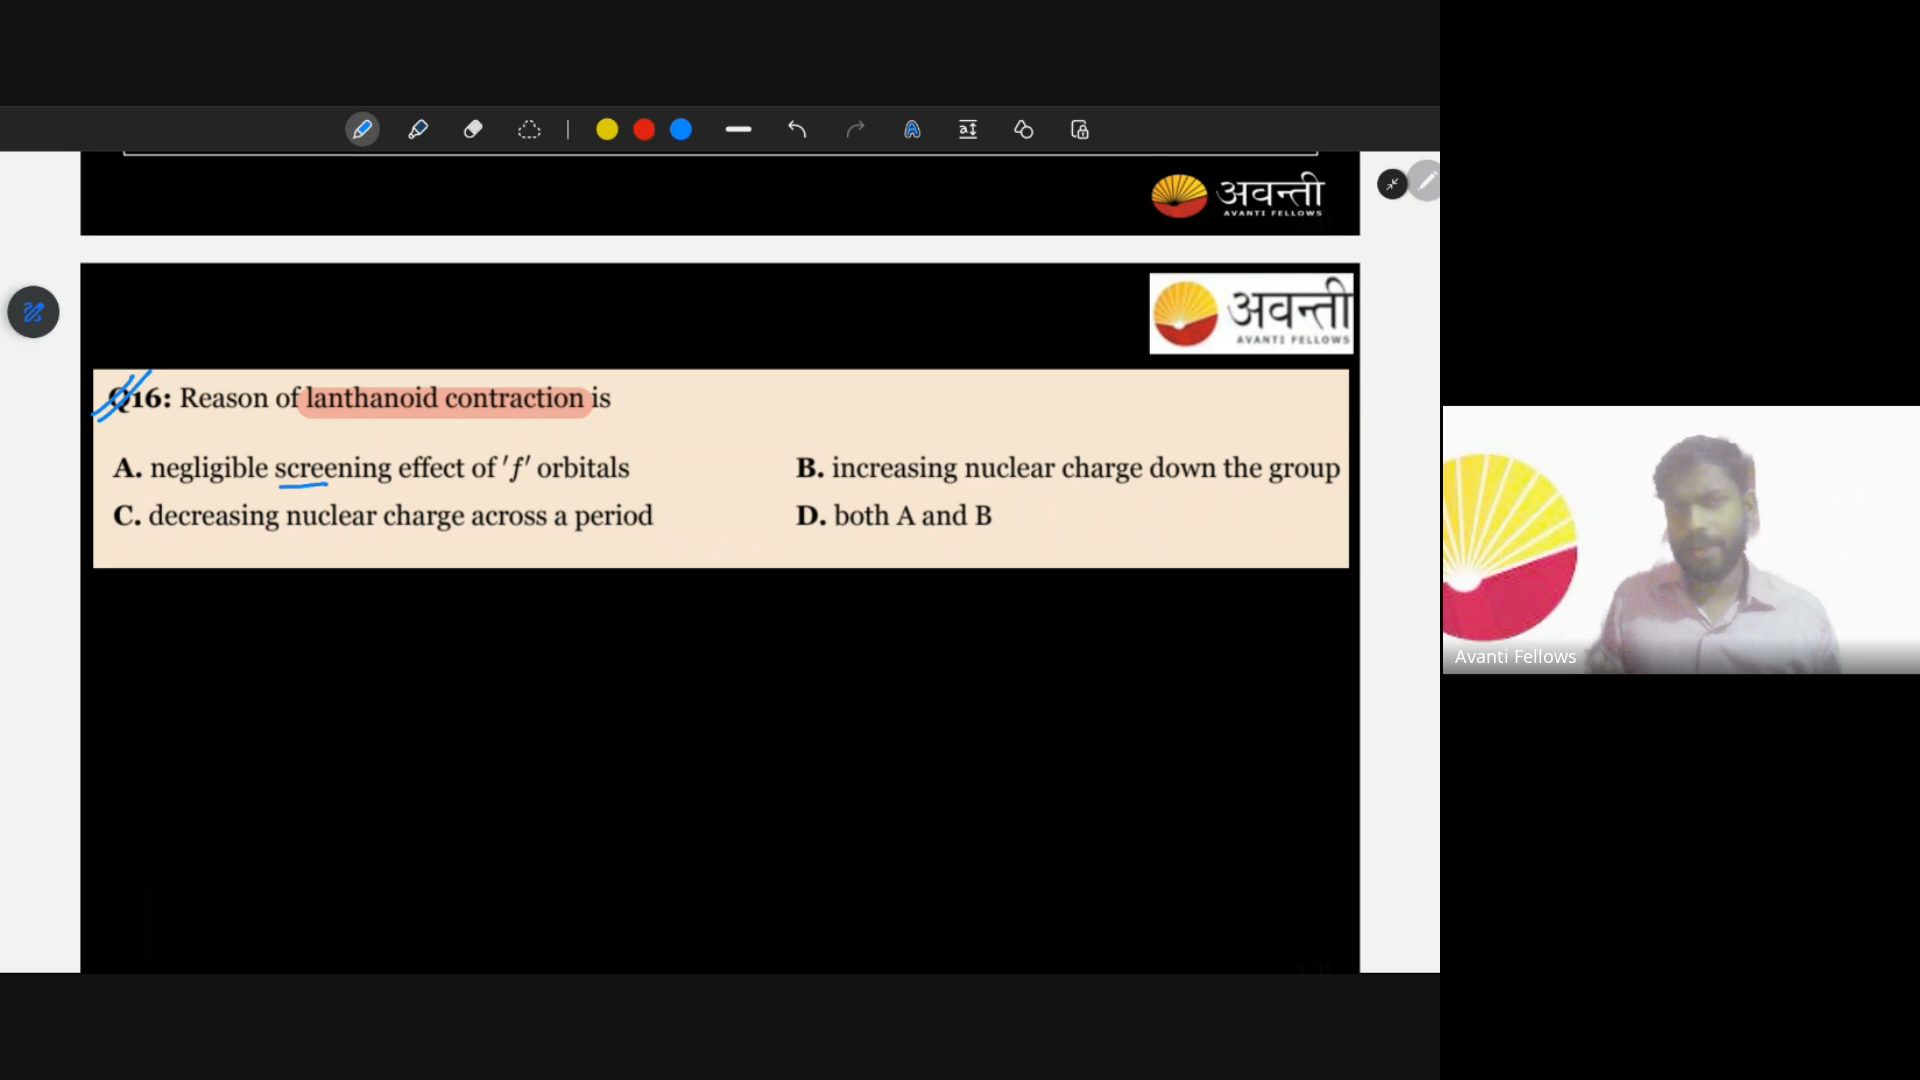 अवन्ती
AVANTI FELLOWS
अवन्ती
AVANTI FELLOWS
Q16: Reason of lanthanoid contraction is
A. negligible screening effect of 'f' orbitals
B. increasing nuclear charge down the group
C. decreasing nuclear charge across a period
D. both A and B
Avanti Fellows